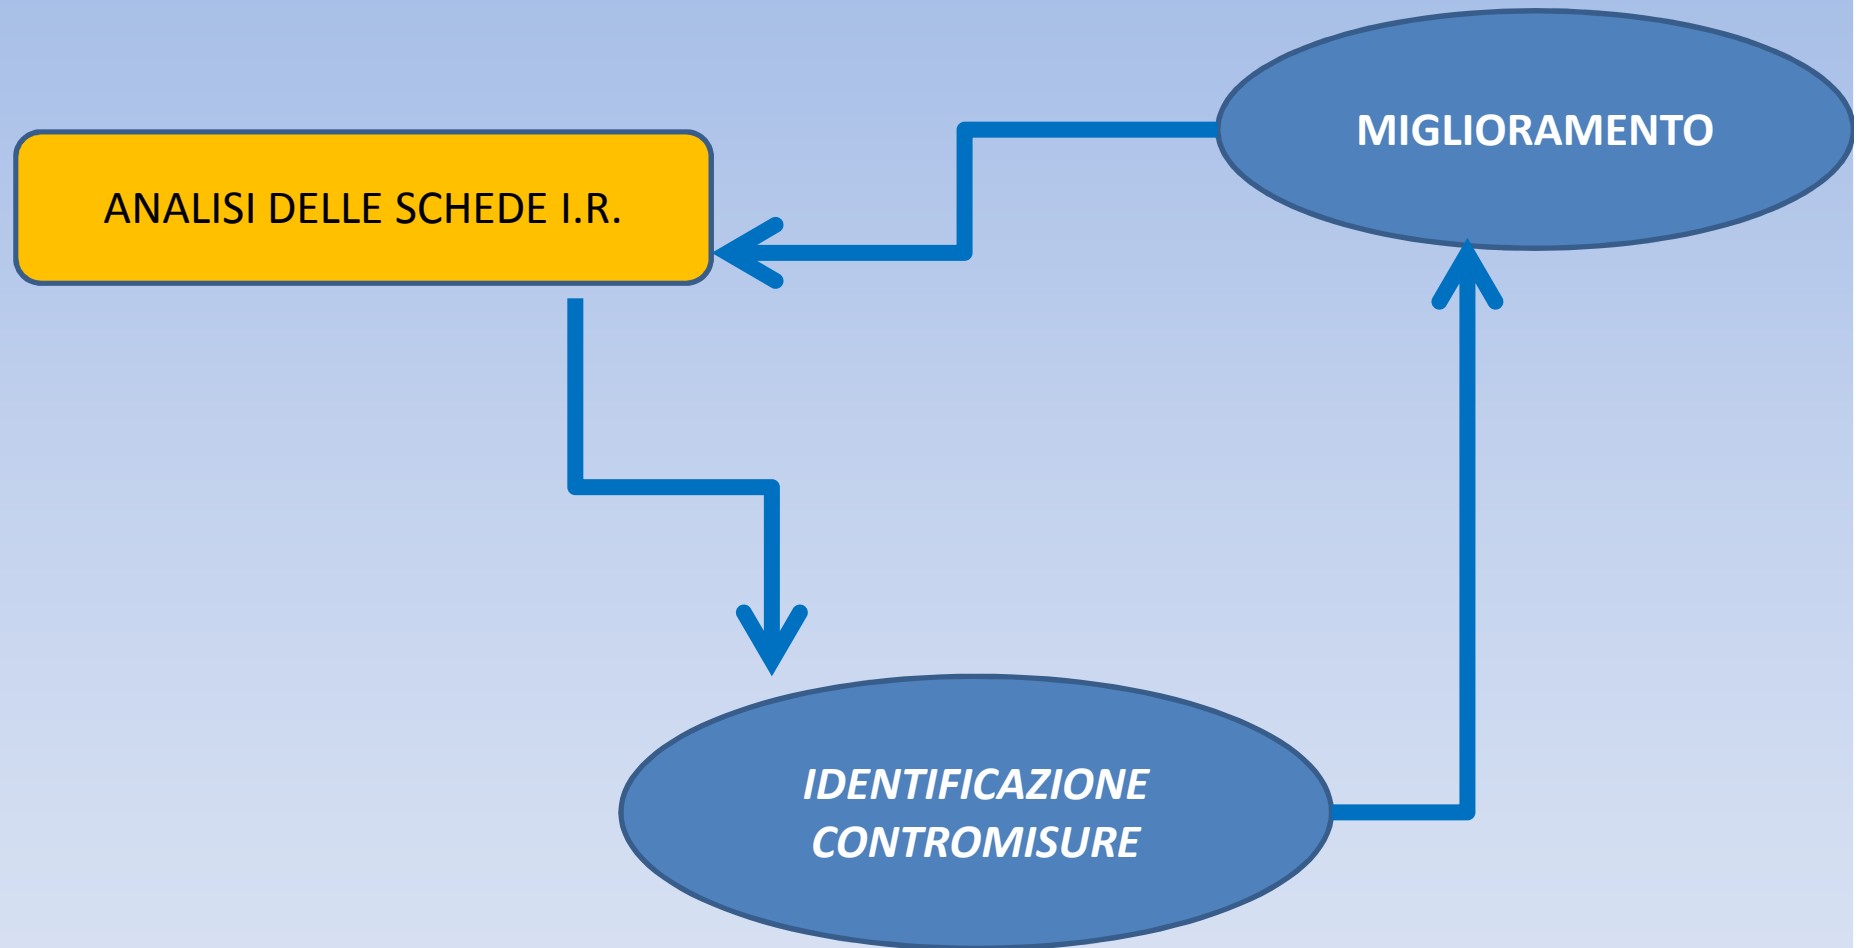 MIGLIORAMENTO
ANALISI DELLE SCHEDE I.R.
IDENTIFICAZIONE
CONTROMISURE